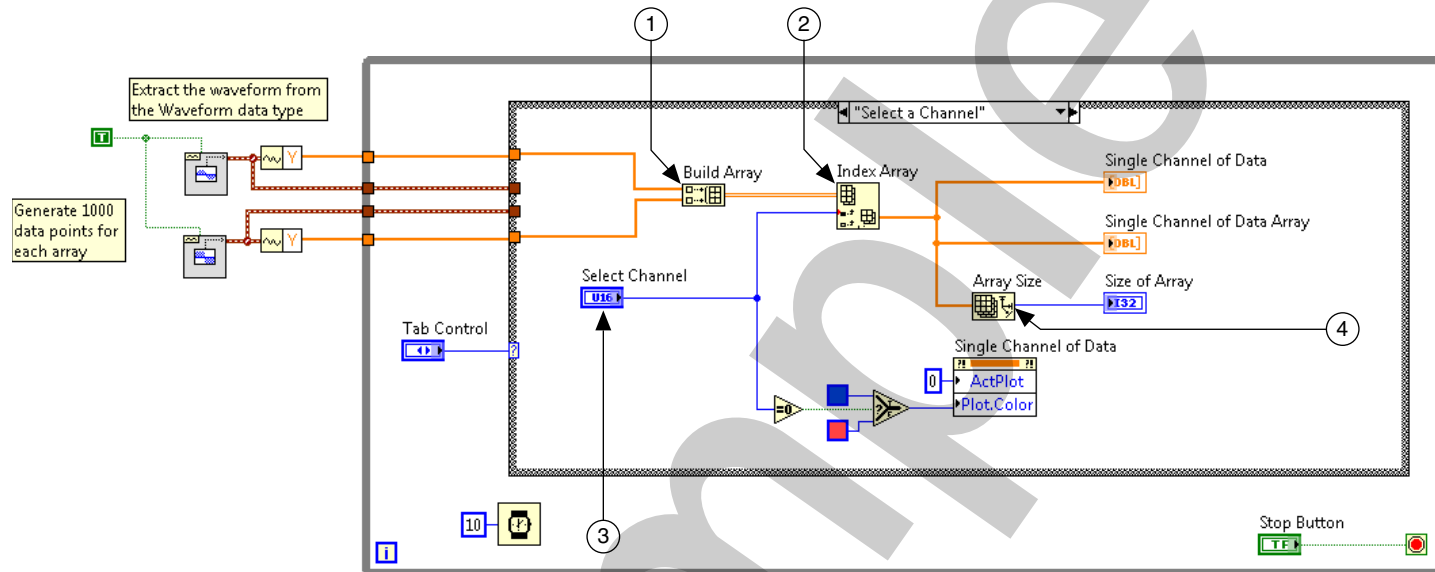 1
2
Extract the waveform from
the Waveform data type
"Select a Channel"
T
Y
Build Array
Index Array
Single Channel of Data
DBL]
Generate 1000
data points for
each array
Y
Single Channel of Data Array
DBL]
Select Channel
U16
Array Size
Size of Array
I32
4
Tab Control
?
Single Channel of Data
?! ?!
0
ActPlot
Plot.Color
=0
?
T
F
10
3
i
Stop Button
TF
mple